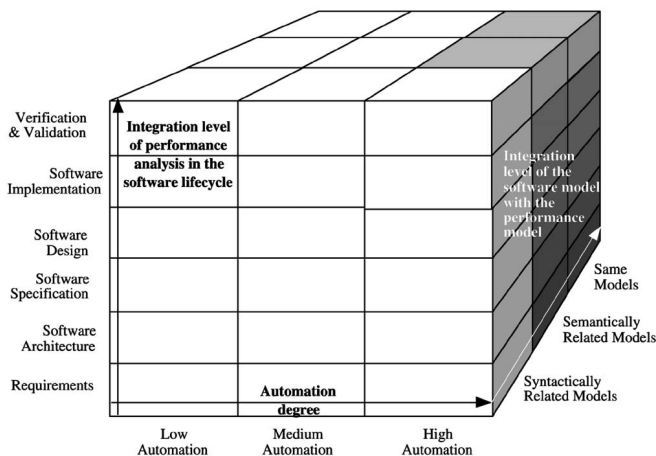 Verification
& Validation
Integration level
of performance
analysis in the
software lifecycle
Software
Implementation
Integration
level of the
software model
with the
performance
model
Software
Design
Software
Specification
Same
Models
Software
Architecture
Semantically
Related Models
Requirements
Automation
degree
Syntactically
Related Models
Low
Automation
Medium
Automation
High
Automation